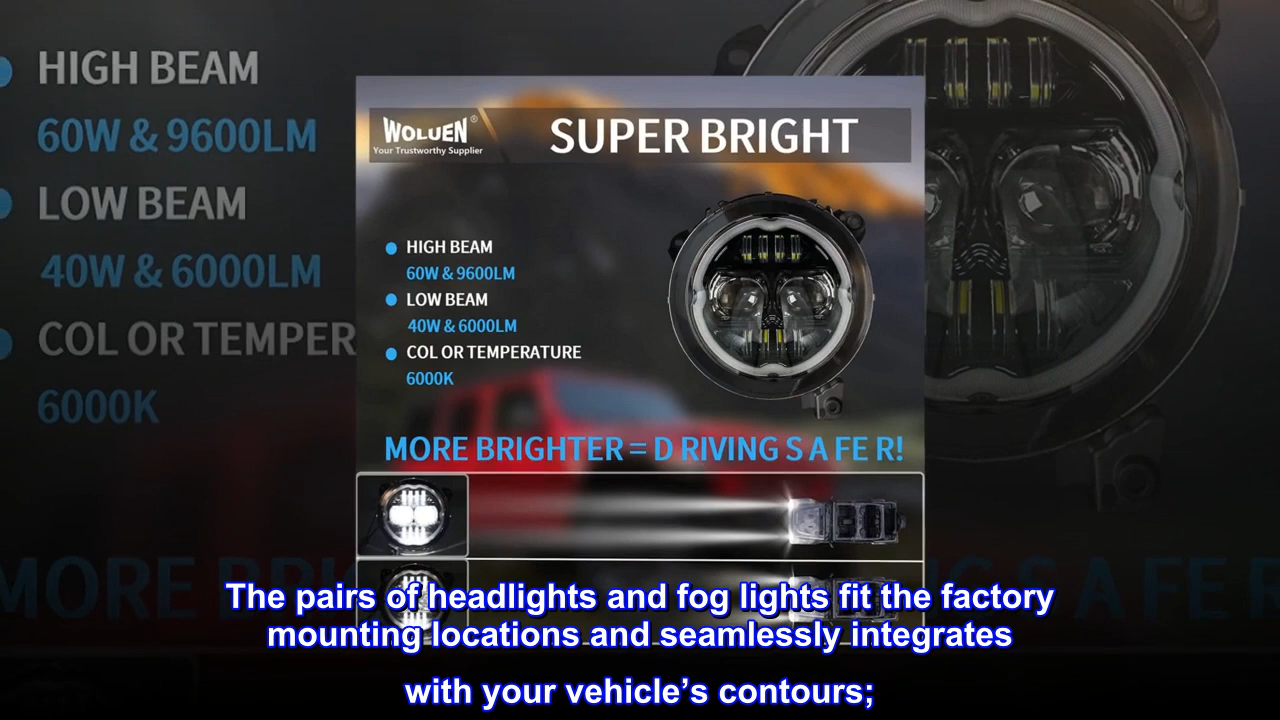 HIGH BEAM
60W & 9600LM
LOW BEAM
40W & 6000LM
COL OR TEMPER
6000K
WOLUEN®
Your Trustworthy Supplier
SUPER BRIGHT
HIGH BEAM
60W & 9600LM
LOW BEAM
40W & 6000LM
COL OR TEMPERATURE
6000K
MORE BRIGHTER = D RIVING S A FE R!
The pairs of headlights and fog lights fit the factory
mounting locations and seamlessly integrates
with your vehicle’s contours;